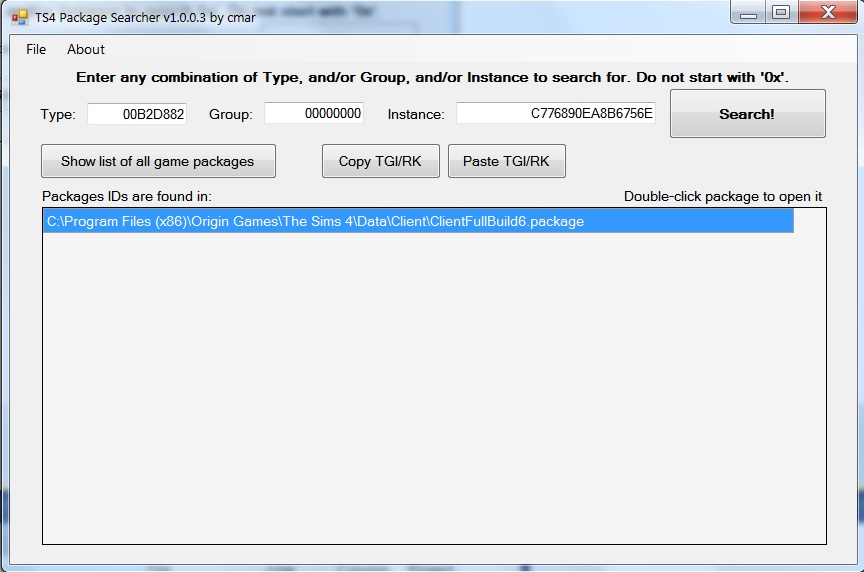 TS4 Package Searcher v1.0.0.3 by cmar
File About
Enter any combination of Type, and/or Group, and/or Instance to search for. Do not start with '0x'.
Type: 00B2D882 Group: 00000000 Instance: C776890EA8B6756E Search!
Show list of all game packages Copy TGI/RK Paste TGI/RK
Packages IDs are found in: Double-click package to open it
C:\Program Files (x86)\Origin Games\The Sims 4\Data\Client\ClientFullBuild6.package